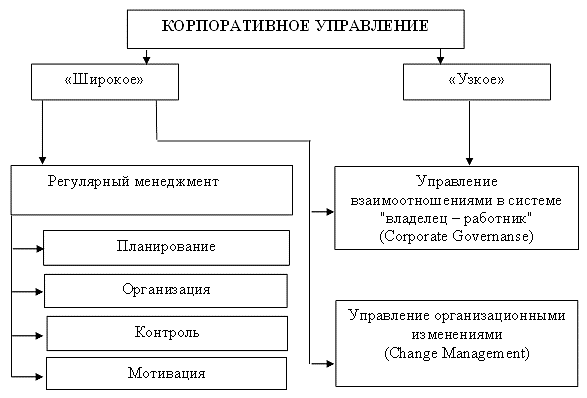 КОРПОРАТИВНОЕ УПРАВЛЕНИЕ
«Широкое»
«Узкое»
Регулярный менеджмент
Планирование
Организация
Контроль
Мотивация
Управление
взаимоотношениями в системе
"владелец – работник"
(Corporate Governanse)
Управление организационными
изменениями
(Change Management)